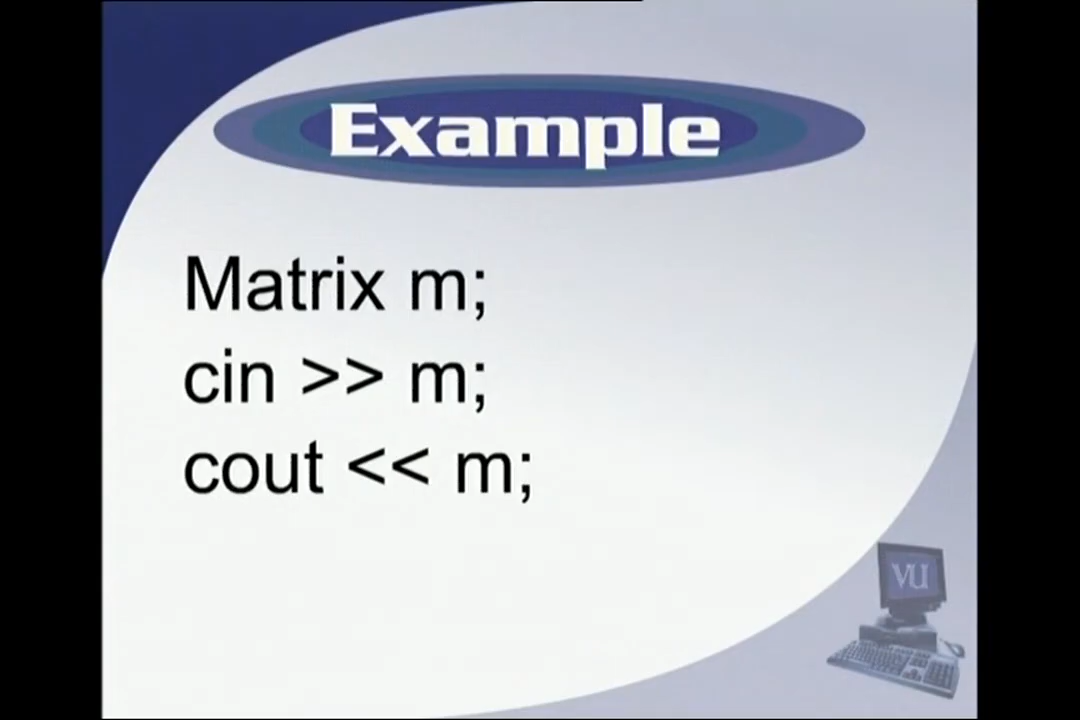 Example
Matrix m;
cin >> m;
cout << m;
VU